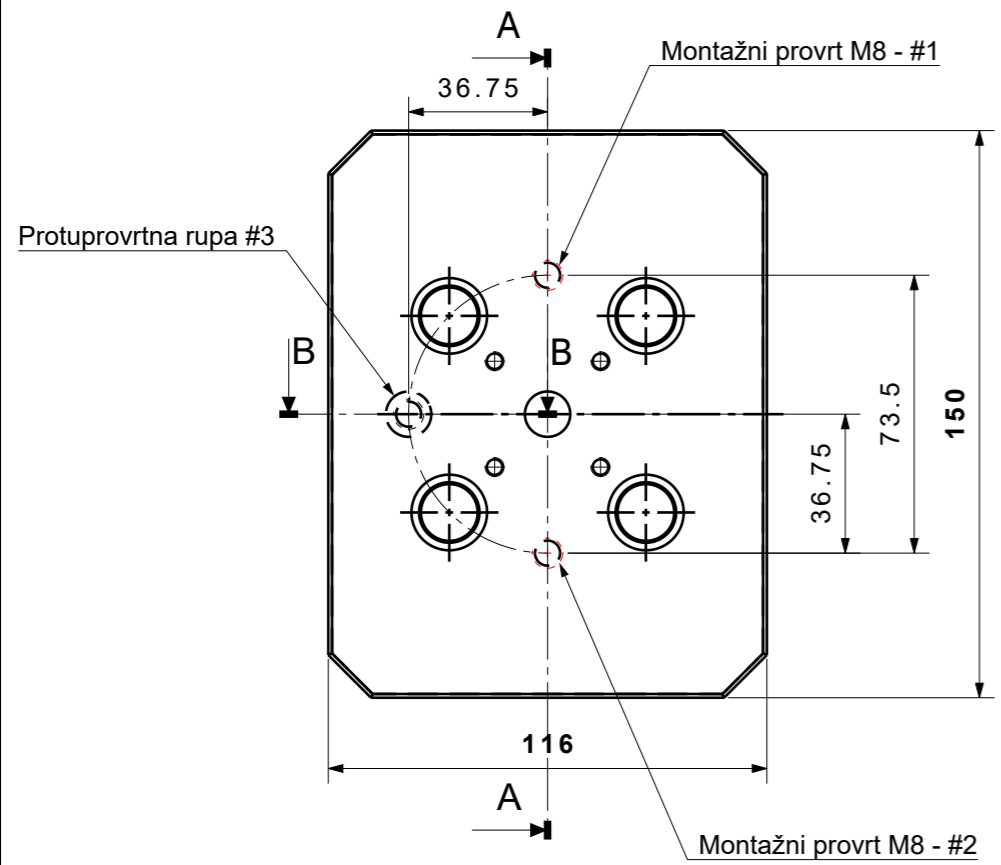 A
Montažni provrt M8 - #1
36.75
Protuprovrtna rupa #3
B
B
73.5
150
36.75
116
A
Montažni provrt M8 - #2